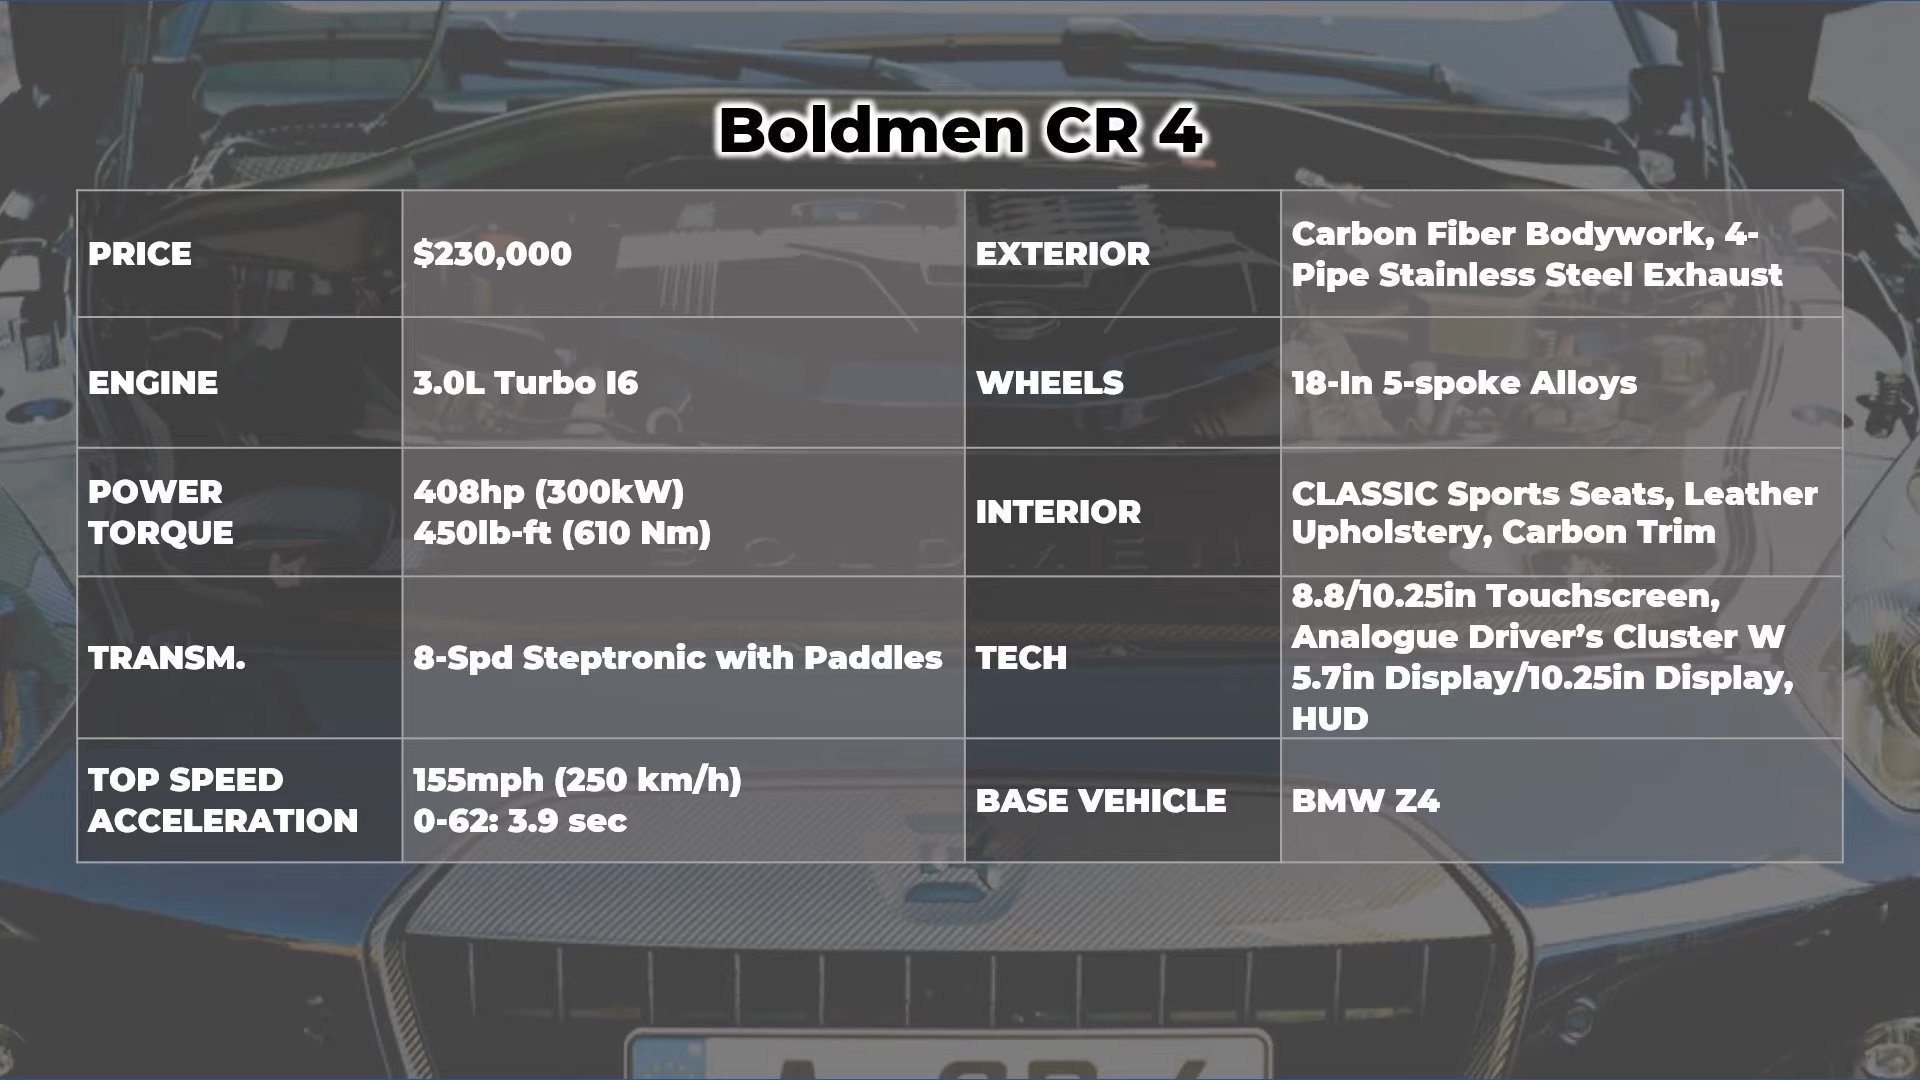 Boldmen CR 4
PRICE
$230,000
EXTERIOR
Carbon Fiber Bodywork, 4-
Pipe Stainless Steel Exhaust
ENGINE
3.0L Turbo I6
WHEELS
18-In 5-spoke Alloys
POWER
TORQUE
408hp (300kW)
450lb-ft (610 Nm)
INTERIOR
CLASSIC Sports Seats, Leather
Upholstery, Carbon Trim
TRANSM.
8-Spd Steptronic with Paddles
TECH
8.8/10.25in Touchscreen,
Analogue Driver’s Cluster W
5.7in Display/10.25in Display,
HUD
TOP SPEED
ACCELERATION
155mph (250 km/h)
0-62: 3.9 sec
BASE VEHICLE
BMW Z4
BOLDMEN